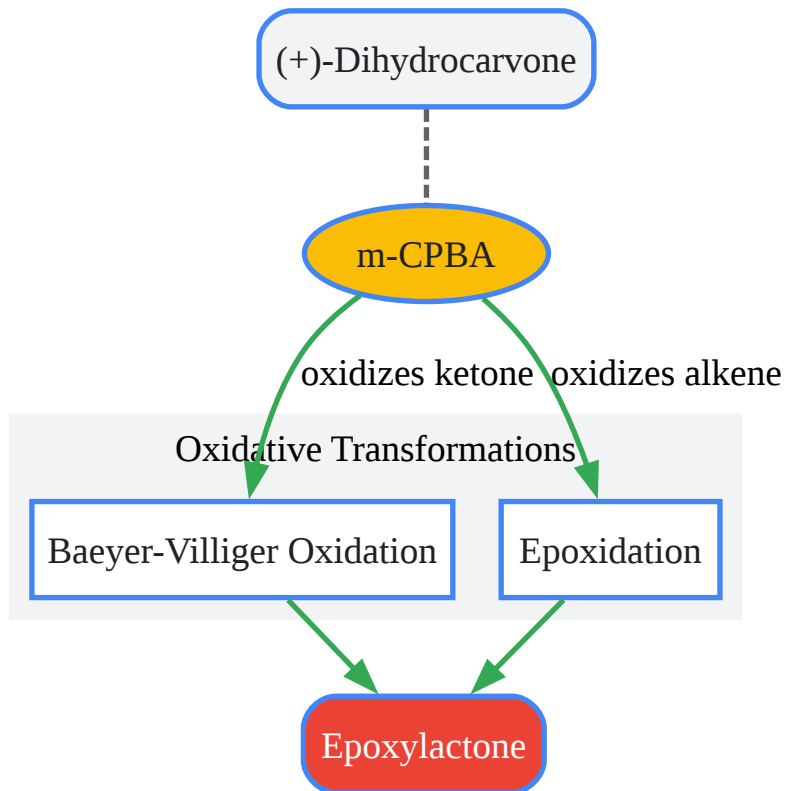 (+)-Dihydrocarvone
m-CPBA
oxidizes ketone
oxidizes alkene
Oxidative Transformations
Baeyer-Villiger Oxidation
Epoxidation
Epoxylactone